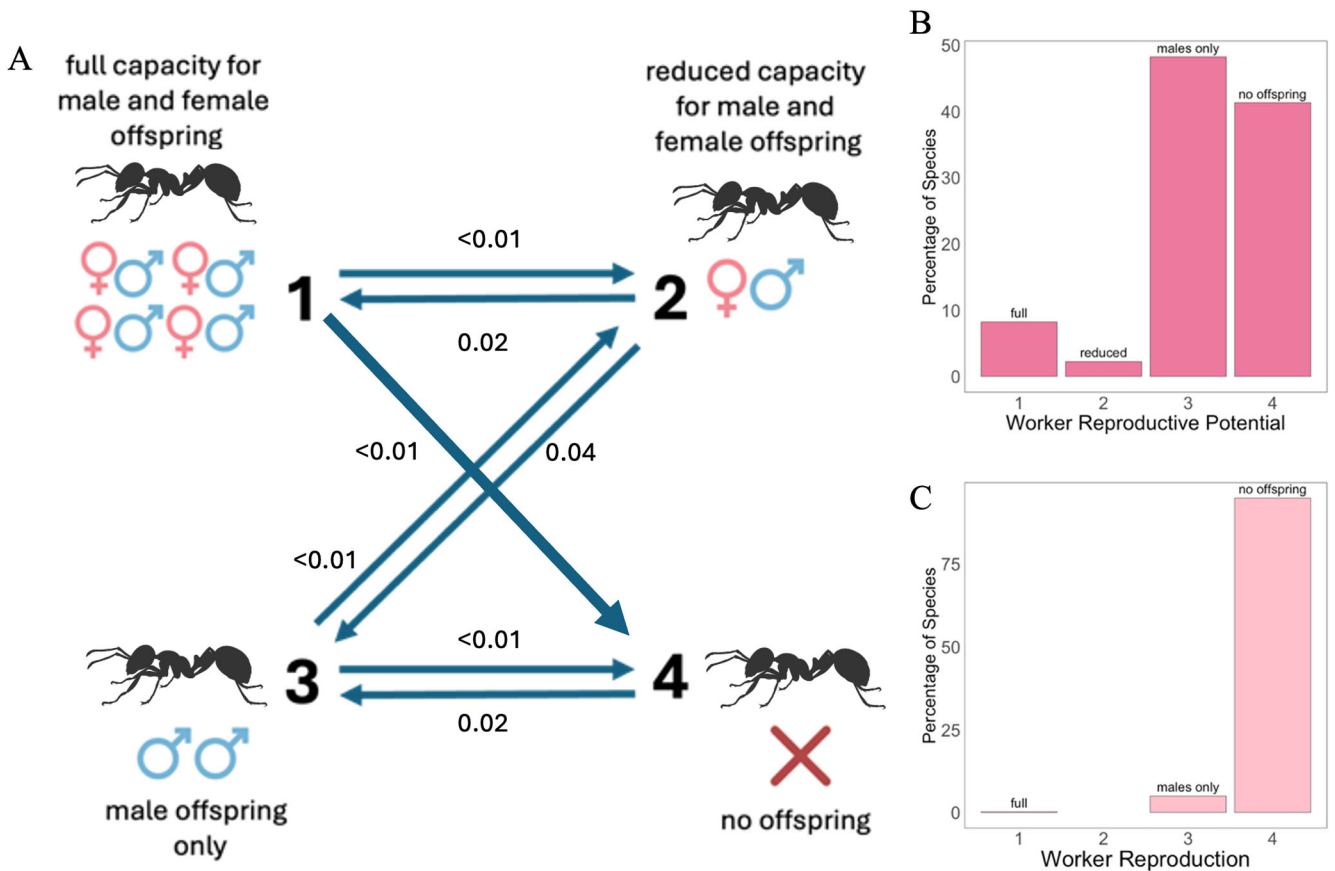 A
full capacity for
male and female
offspring
reduced capacity
for male and
female offspring
<0.01
1
2
0.02
<0.01
0.04
<0.01
<0.01
3
4
0.02
male offspring
only
no offspring
B
50
40
30
20
10
0
Percentage of Species
full
reduced
males only
no offspring
1 2 3 4
Worker Reproductive Potential
C
75
50
25
0
Percentage of Species
full
males only
no offspring
1 2 3 4
Worker Reproduction